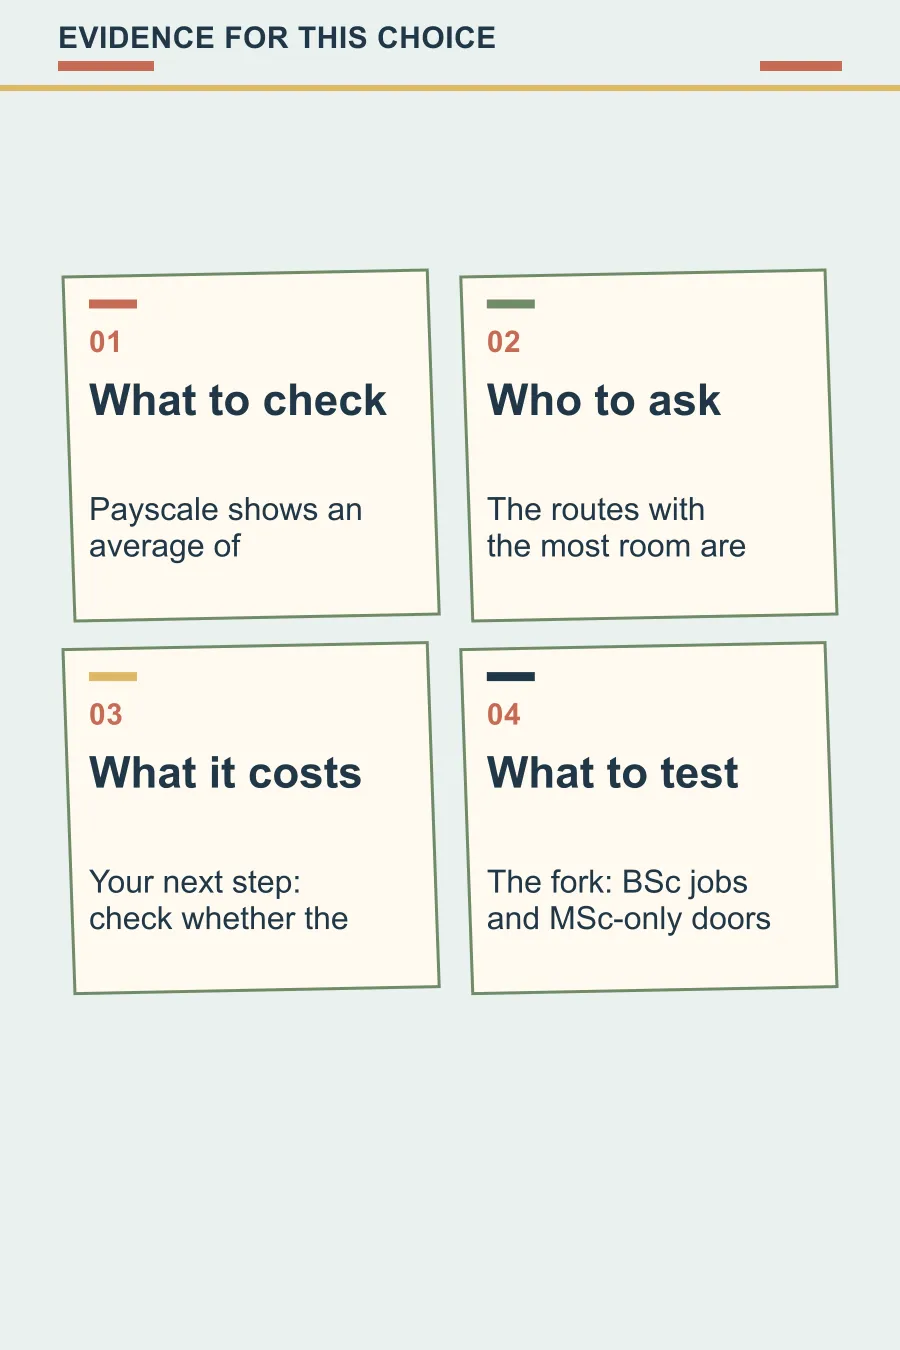 EVIDENCE FOR THIS CHOICE
01
What to check
Payscale shows an
average of
02
Who to ask
The routes with
the most room are
03
What it costs
Your next step:
check whether the
04
What to test
The fork: BSc jobs
and MSc-only doors